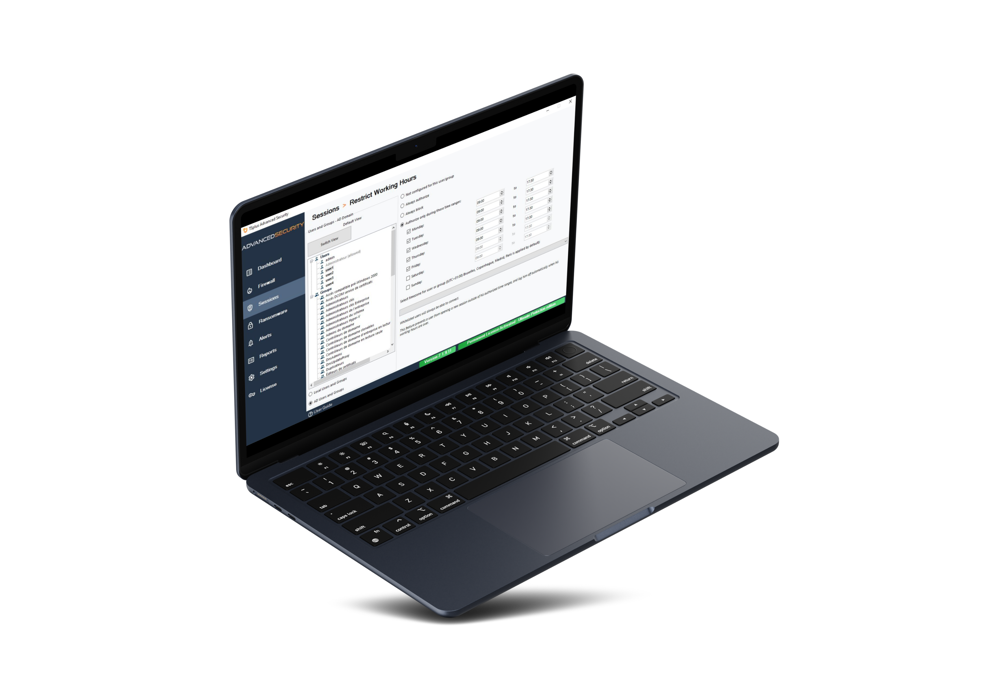 TSplus Advanced Security
ADVANCEDSECURITY
Dashboard
Firewall
Sessions
Ransomware
Alerts
Reports
Settings
License
Sessions > Restrict Working Hours
Users and Groups - AD Domain
Default View
Switch View
Users
admin
Administrateur (allowed)
user1
user2
user3
user4
Groups
Accès compatible pré-Windows 2000
Accès DCOM service de certificats
Administrateurs
Administrateurs clés
Administrateurs clés Enterprise
Administrateurs de l'entreprise
Administrateurs du schéma
Administrateurs Hyper-V
Admins du domaine
Contrôleurs de domaine
Contrôleurs de domaine clonables
Contrôleurs de domaine d'entreprise en lectur
Contrôleurs de domaine en lecture seule
DnsAdmins
DnsUpdateProxy
Duplicateurs
Éditeurs de certificats
Local Users and Groups
AD Users and Groups
User Guide
Not configured for this user/group
Always authorize
Always block
Authorize only during these time ranges:
Monday: 09:00 to 17:30
Tuesday: 09:00 to 17:30
Wednesday: 09:00 to 17:30
Thursday: 09:00 to 17:30
Friday: 09:00 to 17:30
Saturday: 09:00 to 17:30
Sunday: 09:00 to 17:30
Select timezone for user or group ((UTC+01:00) Bruxelles, Copenhague, Madrid, Paris is applied by default):
Whitelisted users will always be able to connect.
This feature prevents a user from opening a new session outside of his authorized time ranges, and log him off automatically when his
working hours are over.
Permanent License Activated - Ultimate Protection edition
esc F1 F2 F3 F4 F5 F6 F7 F8 F9 F10 F11 F12
~ ` ! 1 @ 2 # 3 $ 4 % 5 ^ 6 & 7 * 8 ( 9 ) 0 _ - + = delete
tab Q W E R T Y U I O P { [ } ] | \
caps lock A S D F G H J K L : ; " ' return
shift Z X C V B N M < , > . ? / shift
fn control option command command option